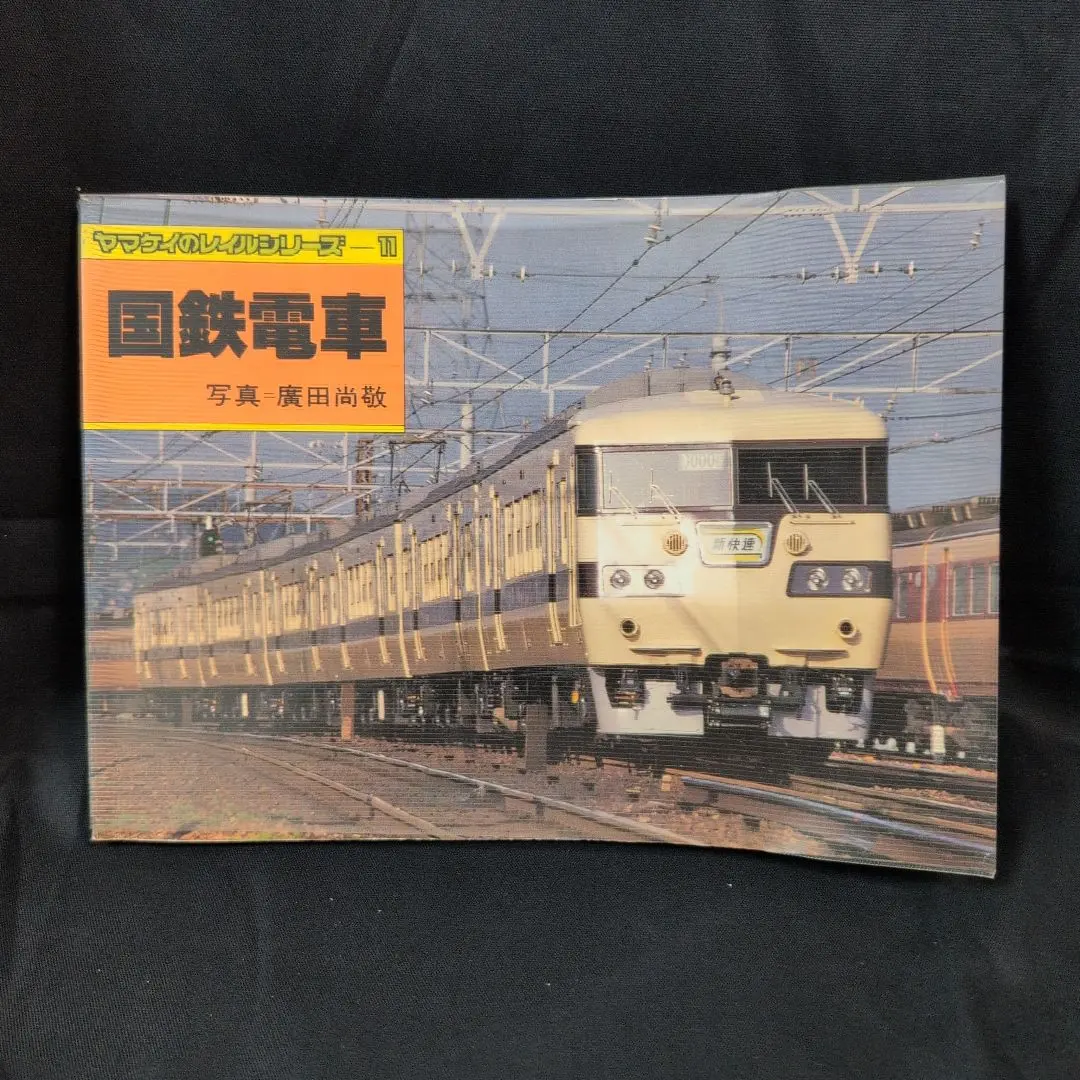 ヤマケイのレイルシリーズ—11
国鉄電車
写真=廣田尚敬
新快速